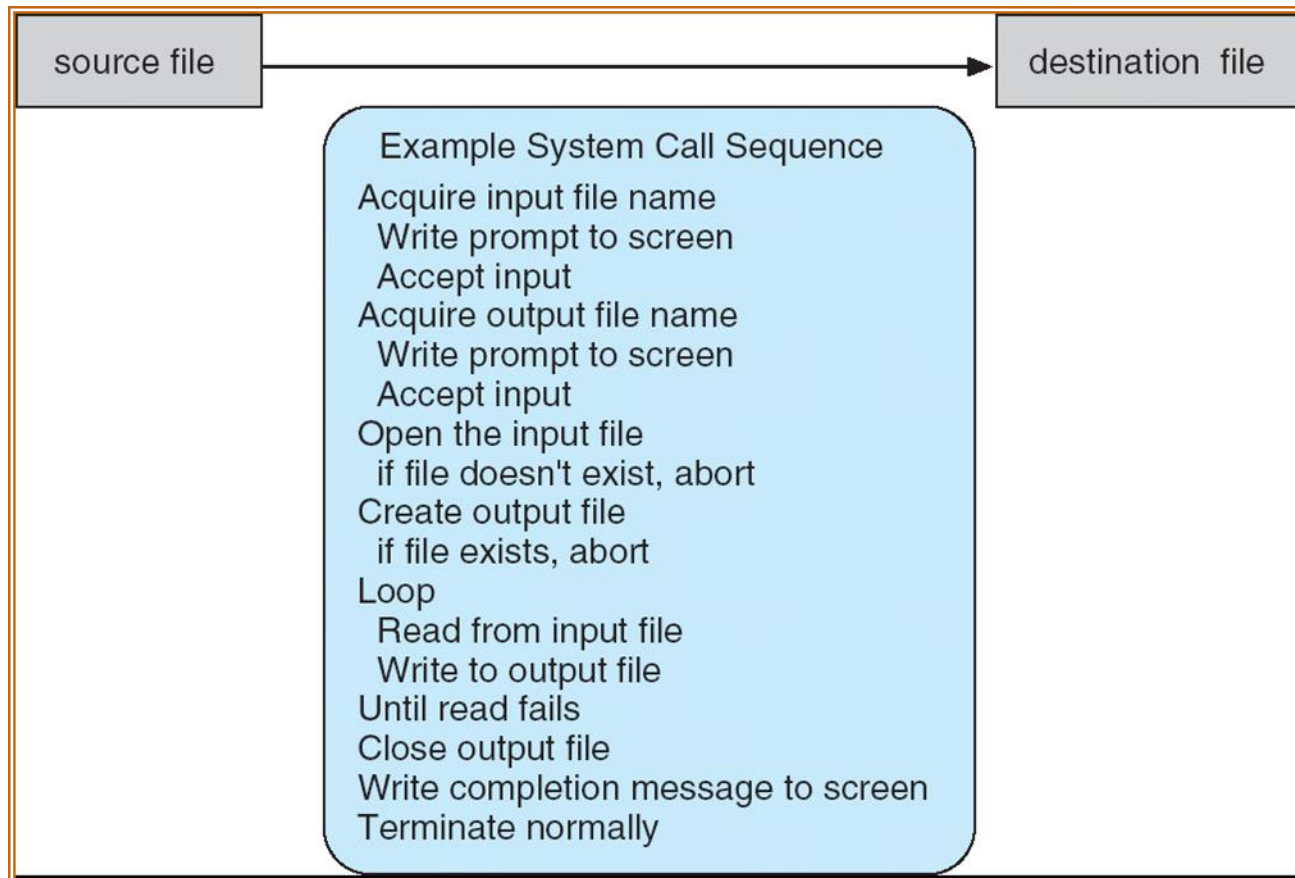 source file
destination file
Example System Call Sequence
Acquire input file name
Write prompt to screen
Accept input
Acquire output file name
Write prompt to screen
Accept input
Open the input file
if file doesn't exist, abort
Create output file
if file exists, abort
Loop
Read from input file
Write to output file
Until read fails
Close output file
Write completion message to screen
Terminate normally